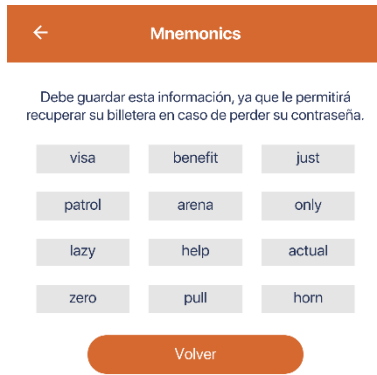 Mnemonics
Debe guardar esta información, ya que le permitirá
recuperar su billetera en caso de perder su contraseña.
visa benefit just
patrol arena only
lazy help actual
zero pull horn
Volver